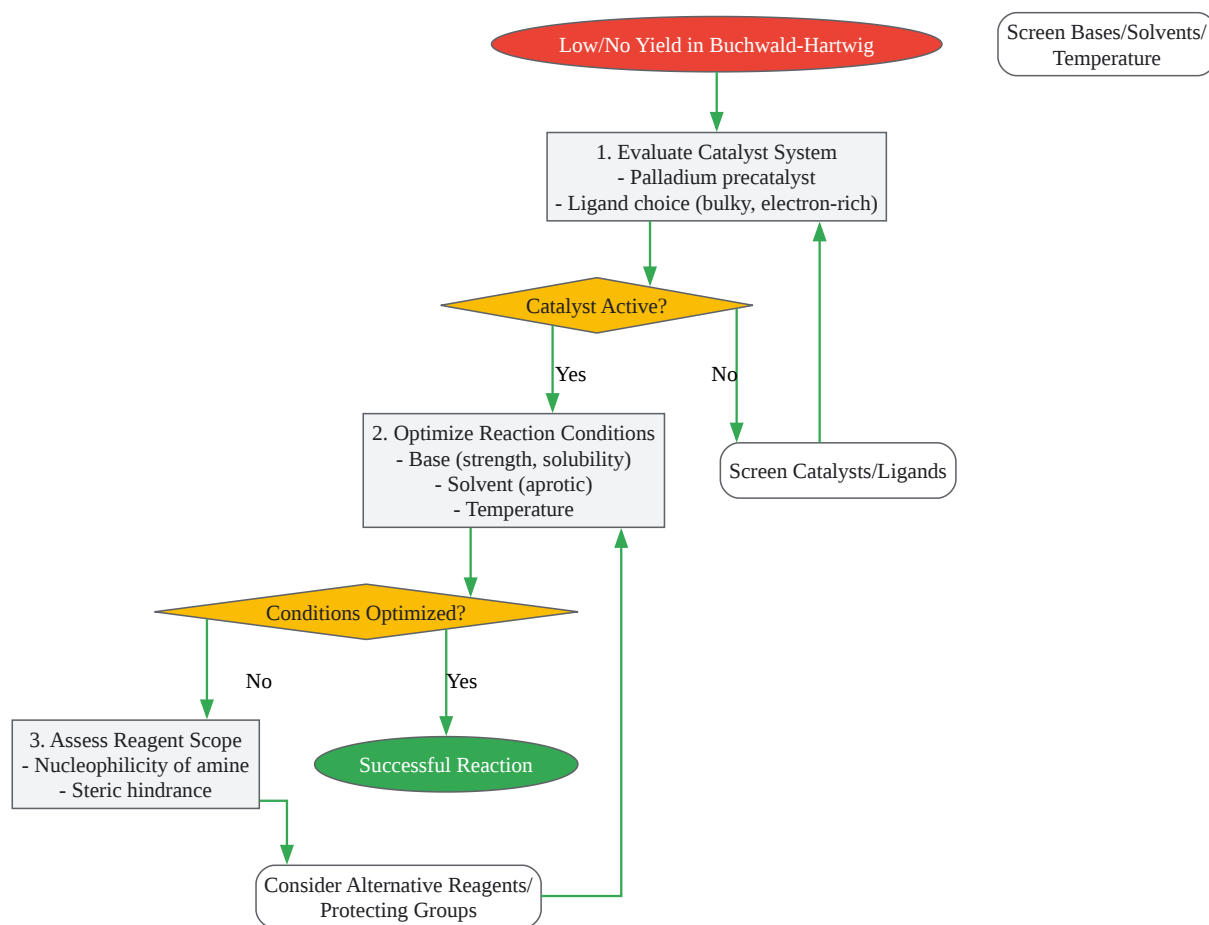 Low/No Yield in Buchwald-Hartwig
Screen Bases/Solvents/
Temperature
1. Evaluate Catalyst System
- Palladium precatalyst
- Ligand choice (bulky, electron-rich)
Catalyst Active?
Yes
No
2. Optimize Reaction Conditions
- Base (strength, solubility)
- Solvent (aprotic)
- Temperature
Screen Catalysts/Ligands
Conditions Optimized?
No
Yes
3. Assess Reagent Scope
- Nucleophilicity of amine
- Steric hindrance
Successful Reaction
Consider Alternative Reagents/
Protecting Groups